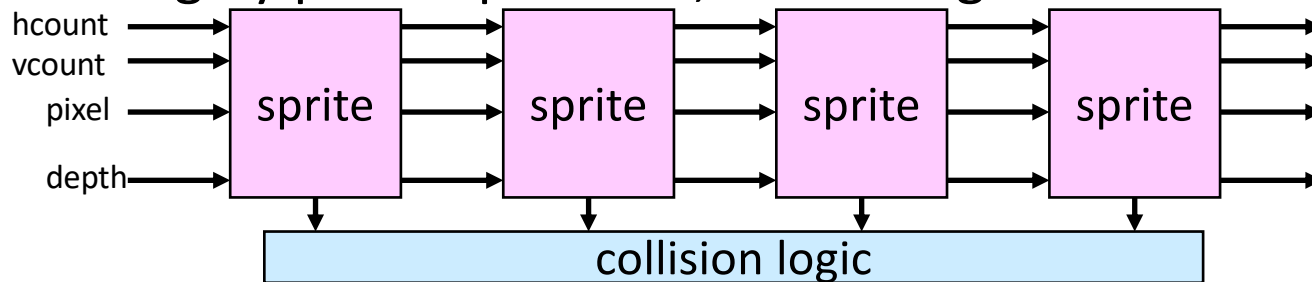 hcount
vcount
pixel
depth
sprite sprite sprite sprite
collision logic